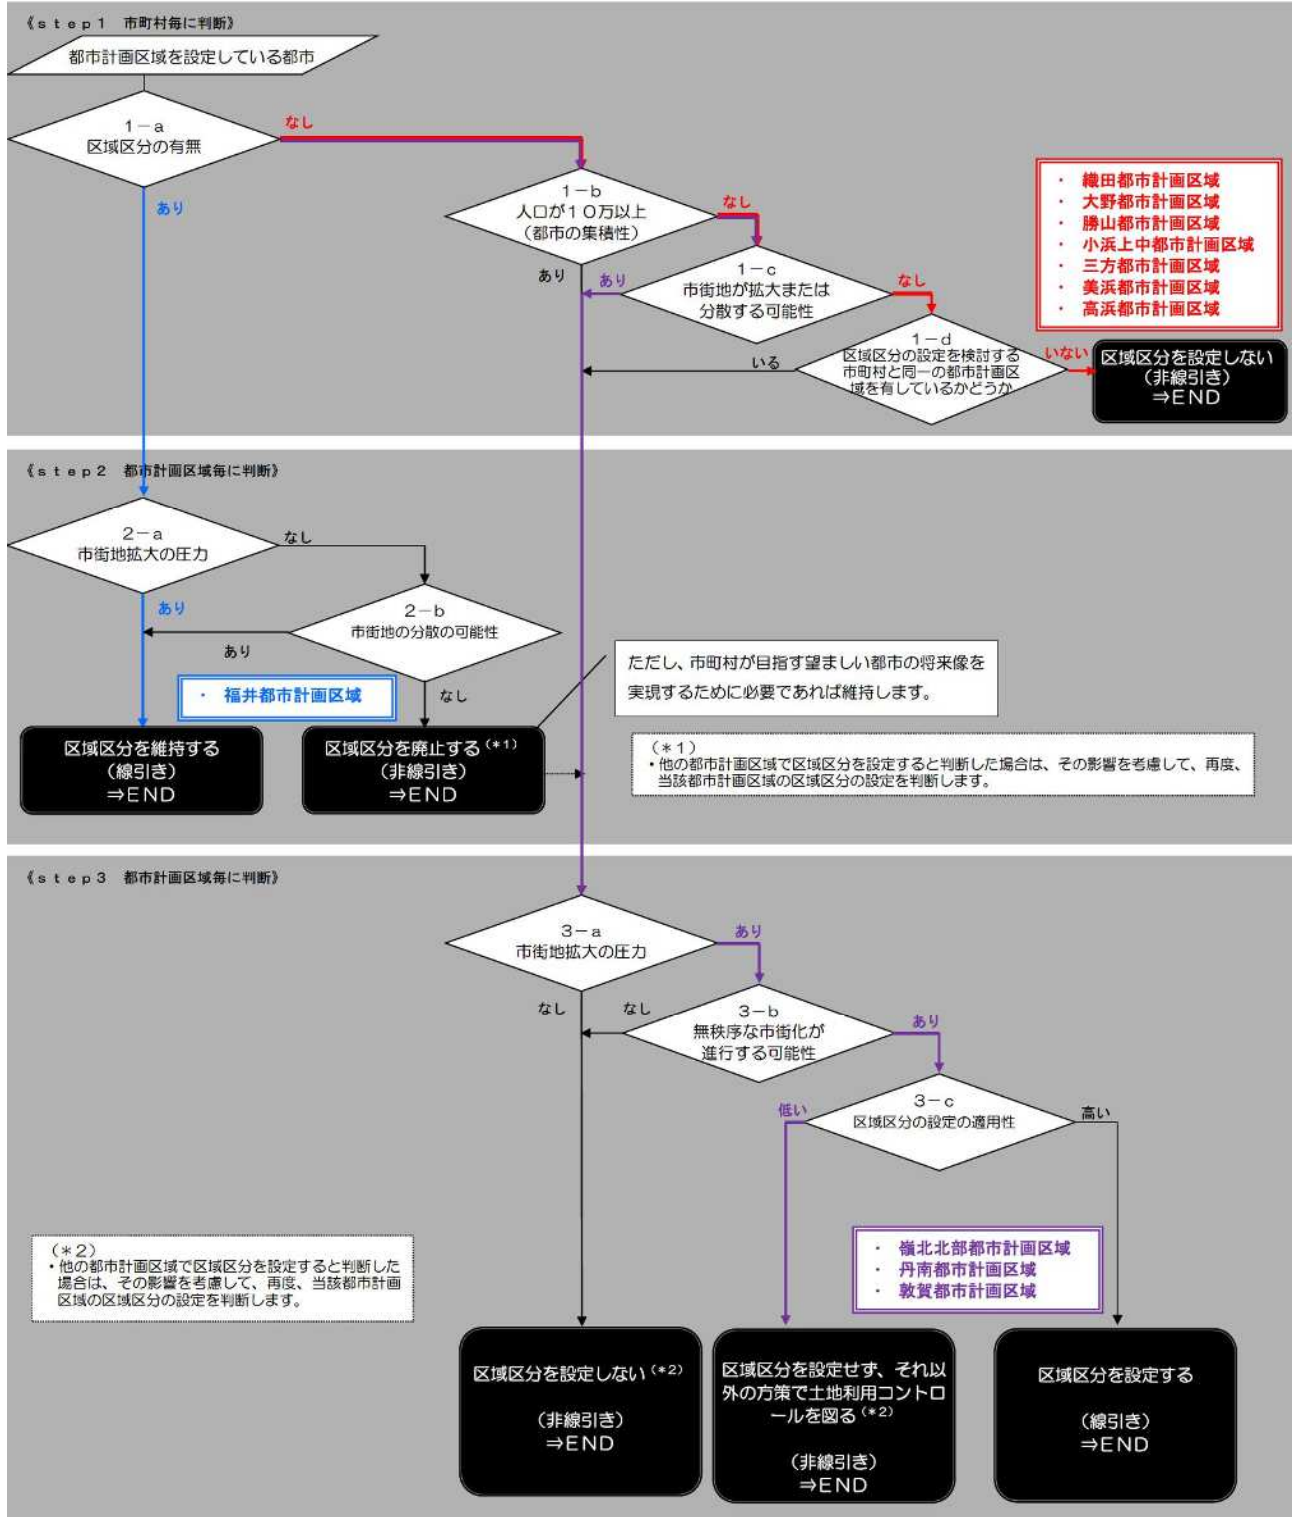 《step1 市町村毎に判断》
都市計画区域を設定している都市
1-a
区域区分の有無
なし
あり
1-b
人口が10万以上
(都市の集積性)
なし
あり
1-c
市街地が拡大または
分散する可能性
あり
なし
1-d
区域区分の設定を検討する
市町村と同一の都市計画区
域を有しているかどうか
いる
いない
・ 織田都市計画区域
・ 大野都市計画区域
・ 勝山都市計画区域
・ 小浜上中都市計画区域
・ 三方都市計画区域
・ 美浜都市計画区域
・ 高浜都市計画区域
区域区分を設定しない
(非線引き)
⇒END
《step2 都市計画区域毎に判断》
2-a
市街地拡大の圧力
なし
あり
2-b
市街地の分散の可能性
あり
なし
・ 福井都市計画区域
区域区分を維持する
(線引き)
⇒END
区域区分を廃止する(*1)
(非線引き)
⇒END
ただし、市町村が目指す望ましい都市の将来像を
実現するために必要であれば維持します。
(*1)
・他の都市計画区域で区域区分を設定すると判断した場合は、その影響を考慮して、再度、
当該都市計画区域の区域区分の設定を判断します。
《step3 都市計画区域毎に判断》
3-a
市街地拡大の圧力
あり
なし
3-b
無秩序な市街化が
進行する可能性
なし
あり
3-c
区域区分の設定の適用性
低い
高い
・ 嶺北北部都市計画区域
・ 丹南都市計画区域
・ 敦賀都市計画区域
(*2)
・他の都市計画区域で区域区分を設定すると判断した
場合は、その影響を考慮して、再度、当該都市計画
区域の区域区分の設定を判断します。
区域区分を設定しない(*2)
(非線引き)
⇒END
区域区分を設定せず、それ以
外の方策で土地利用コントロ
ールを図る(*2)
(非線引き)
⇒END
区域区分を設定する
(線引き)
⇒END